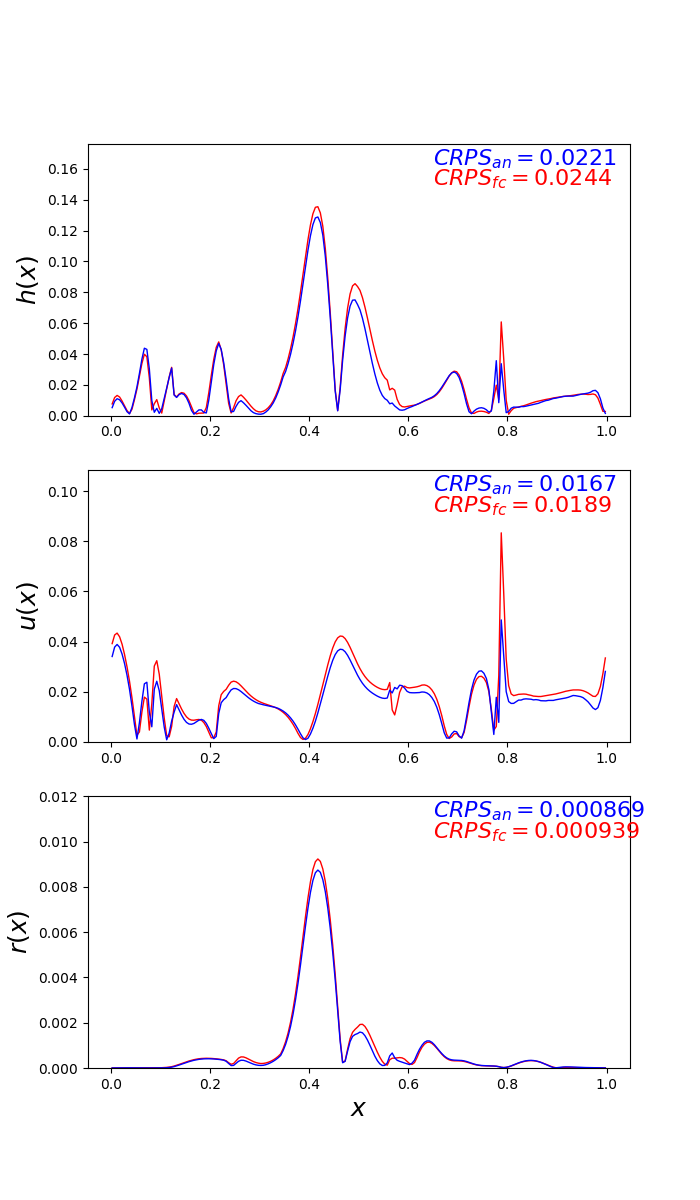 CRPS_an = 0.0221
CRPS_fc = 0.0244
0.16
0.14
0.12
0.10
0.08
0.06
0.04
0.02
0.00
h(x)
0.0 0.2 0.4 0.6 0.8 1.0
CRPS_an = 0.0167
CRPS_fc = 0.0189
0.10
0.08
0.06
0.04
0.02
0.00
u(x)
0.0 0.2 0.4 0.6 0.8 1.0
CRPS_an = 0.000869
CRPS_fc = 0.000939
0.012
0.010
0.008
0.006
0.004
0.002
0.000
r(x)
0.0 0.2 0.4 0.6 0.8 1.0
x